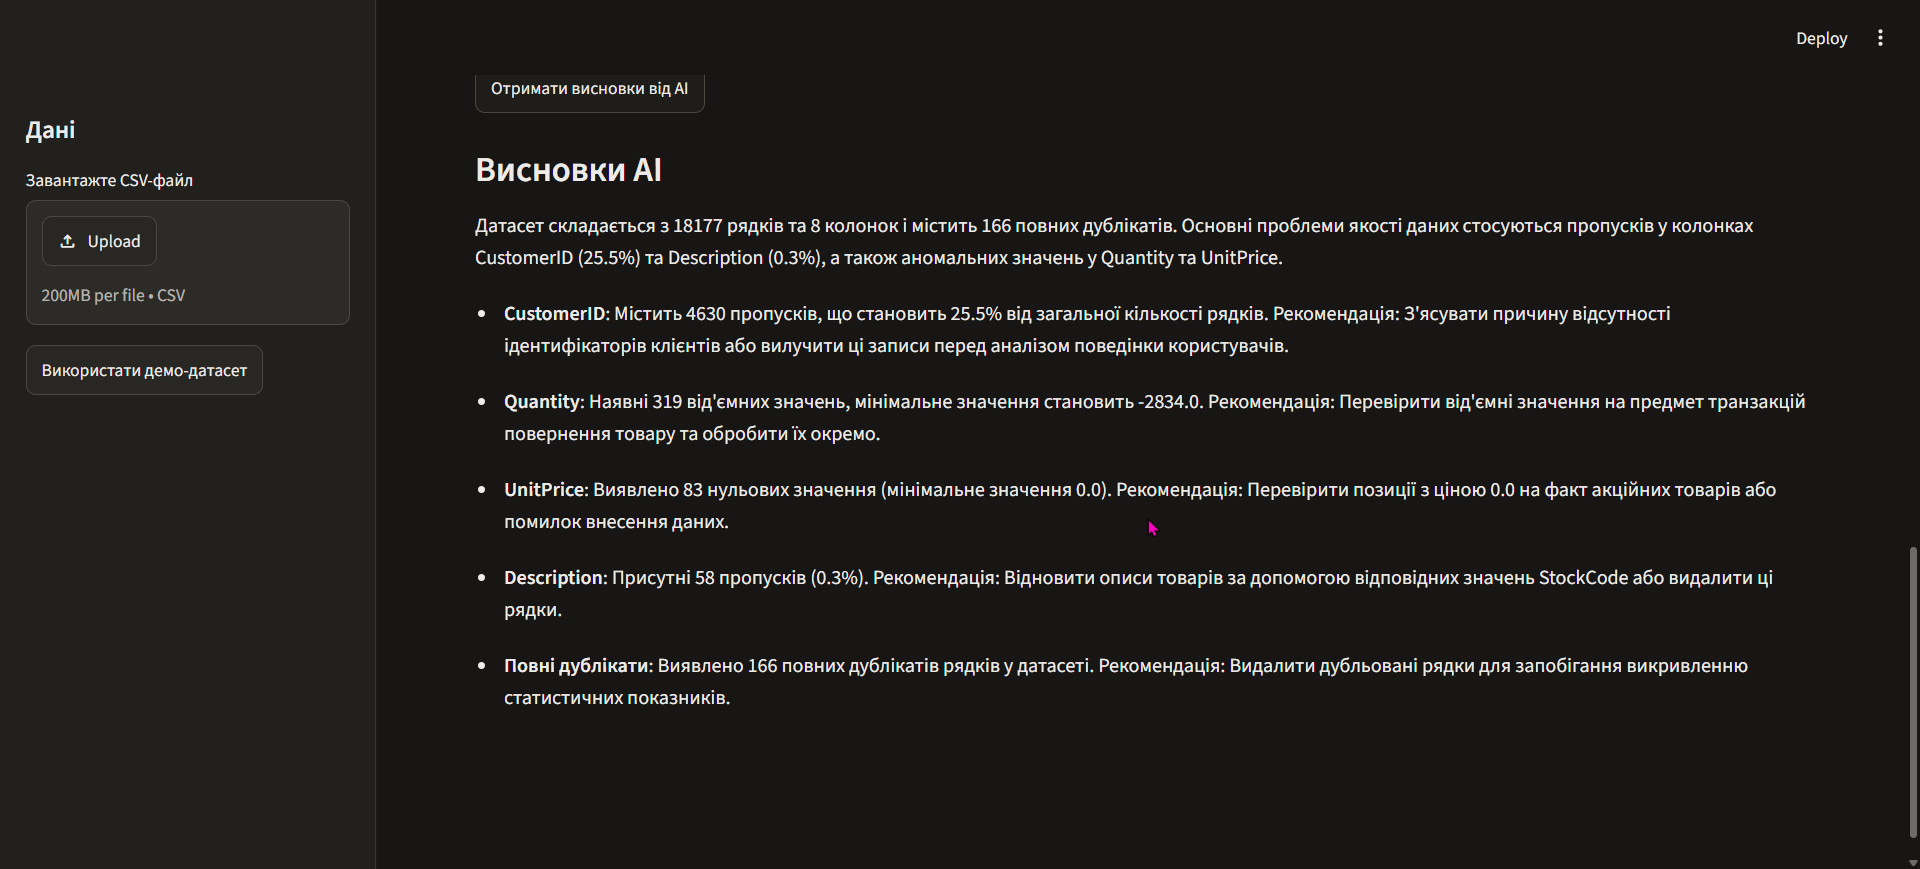 Deploy
Дані
Завантажте CSV-файл
Upload
200MB per file • CSV
Використати демо-датасет
Отримати висновки від AI
Висновки AI
Датасет складається з 18177 рядків та 8 колонок і містить 166 повних дублікатів. Основні проблеми якості даних стосуються пропусків у колонках
CustomerID (25.5%) та Description (0.3%), а також аномальних значень у Quantity та UnitPrice.
• CustomerID: Містить 4630 пропусків, що становить 25.5% від загальної кількості рядків. Рекомендація: З'ясувати причину відсутності
ідентифікаторів клієнтів або вилучити ці записи перед аналізом поведінки користувачів.
• Quantity: Наявні 319 від'ємних значень, мінімальне значення становить -2834.0. Рекомендація: Перевірити від'ємні значення на предмет транзакцій
повернення товару та обробити їх окремо.
• UnitPrice: Виявлено 83 нульових значення (мінімальне значення 0.0). Рекомендація: Перевірити позиції з ціною 0.0 на факт акційних товарів або
помилок внесення даних.
• Description: Присутні 58 пропусків (0.3%). Рекомендація: Відновити описи товарів за допомогою відповідних значень StockCode або видалити ці
рядки.
• Повні дублікати: Виявлено 166 повних дублікатів рядків у датасеті. Рекомендація: Видалити дубльовані рядки для запобігання викривленню
статистичних показників.